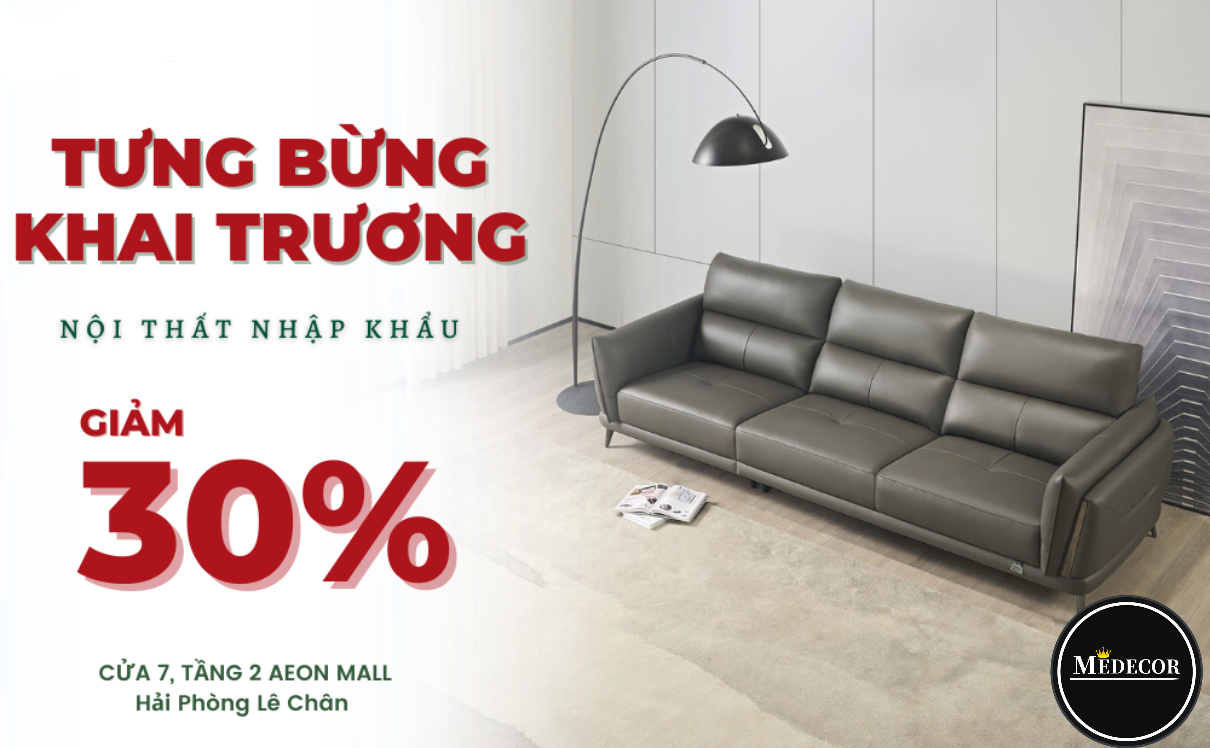 TƯNG BỪNG
KHAI TRƯƠNG
NỘI THẤT NHẬP KHẨU
GIẢM
30%
CỬA 7, TẦNG 2 AEON MALL
Hải Phòng Lê Chân
MEDECOR